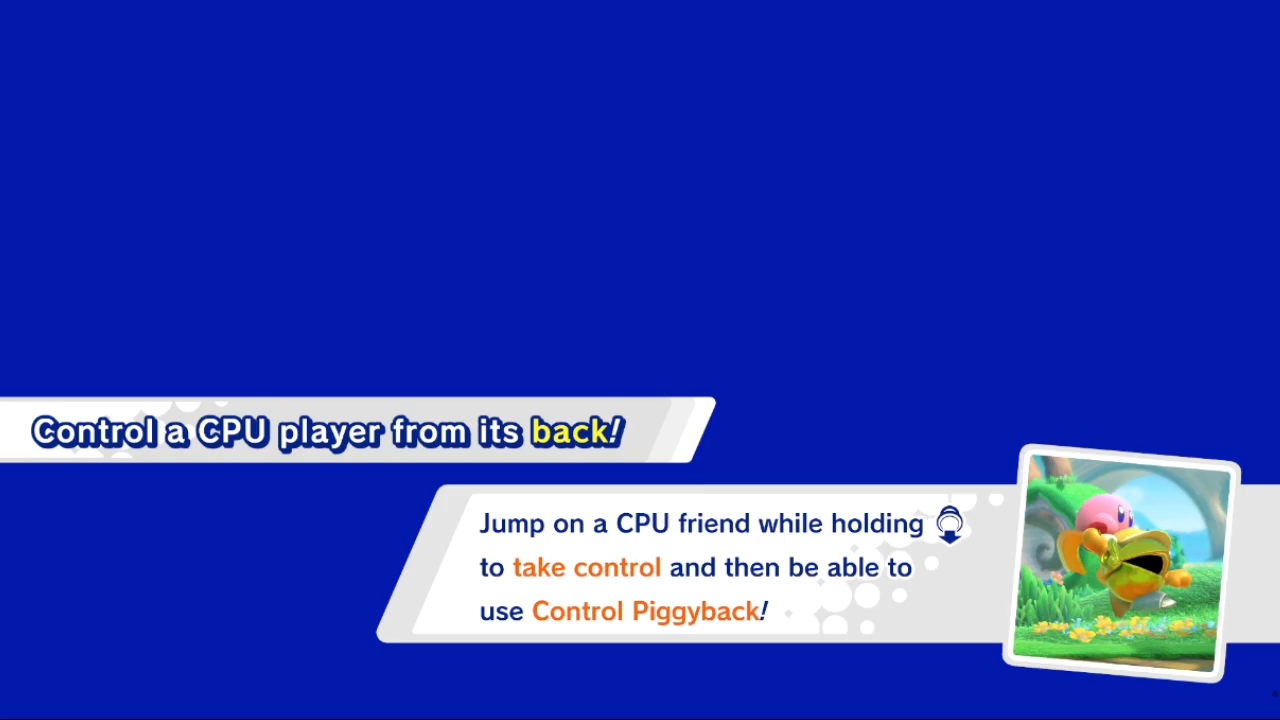 Control a CPU player from its back!
Jump on a CPU friend while holding
to take control and then be able to
use Control Piggyback!